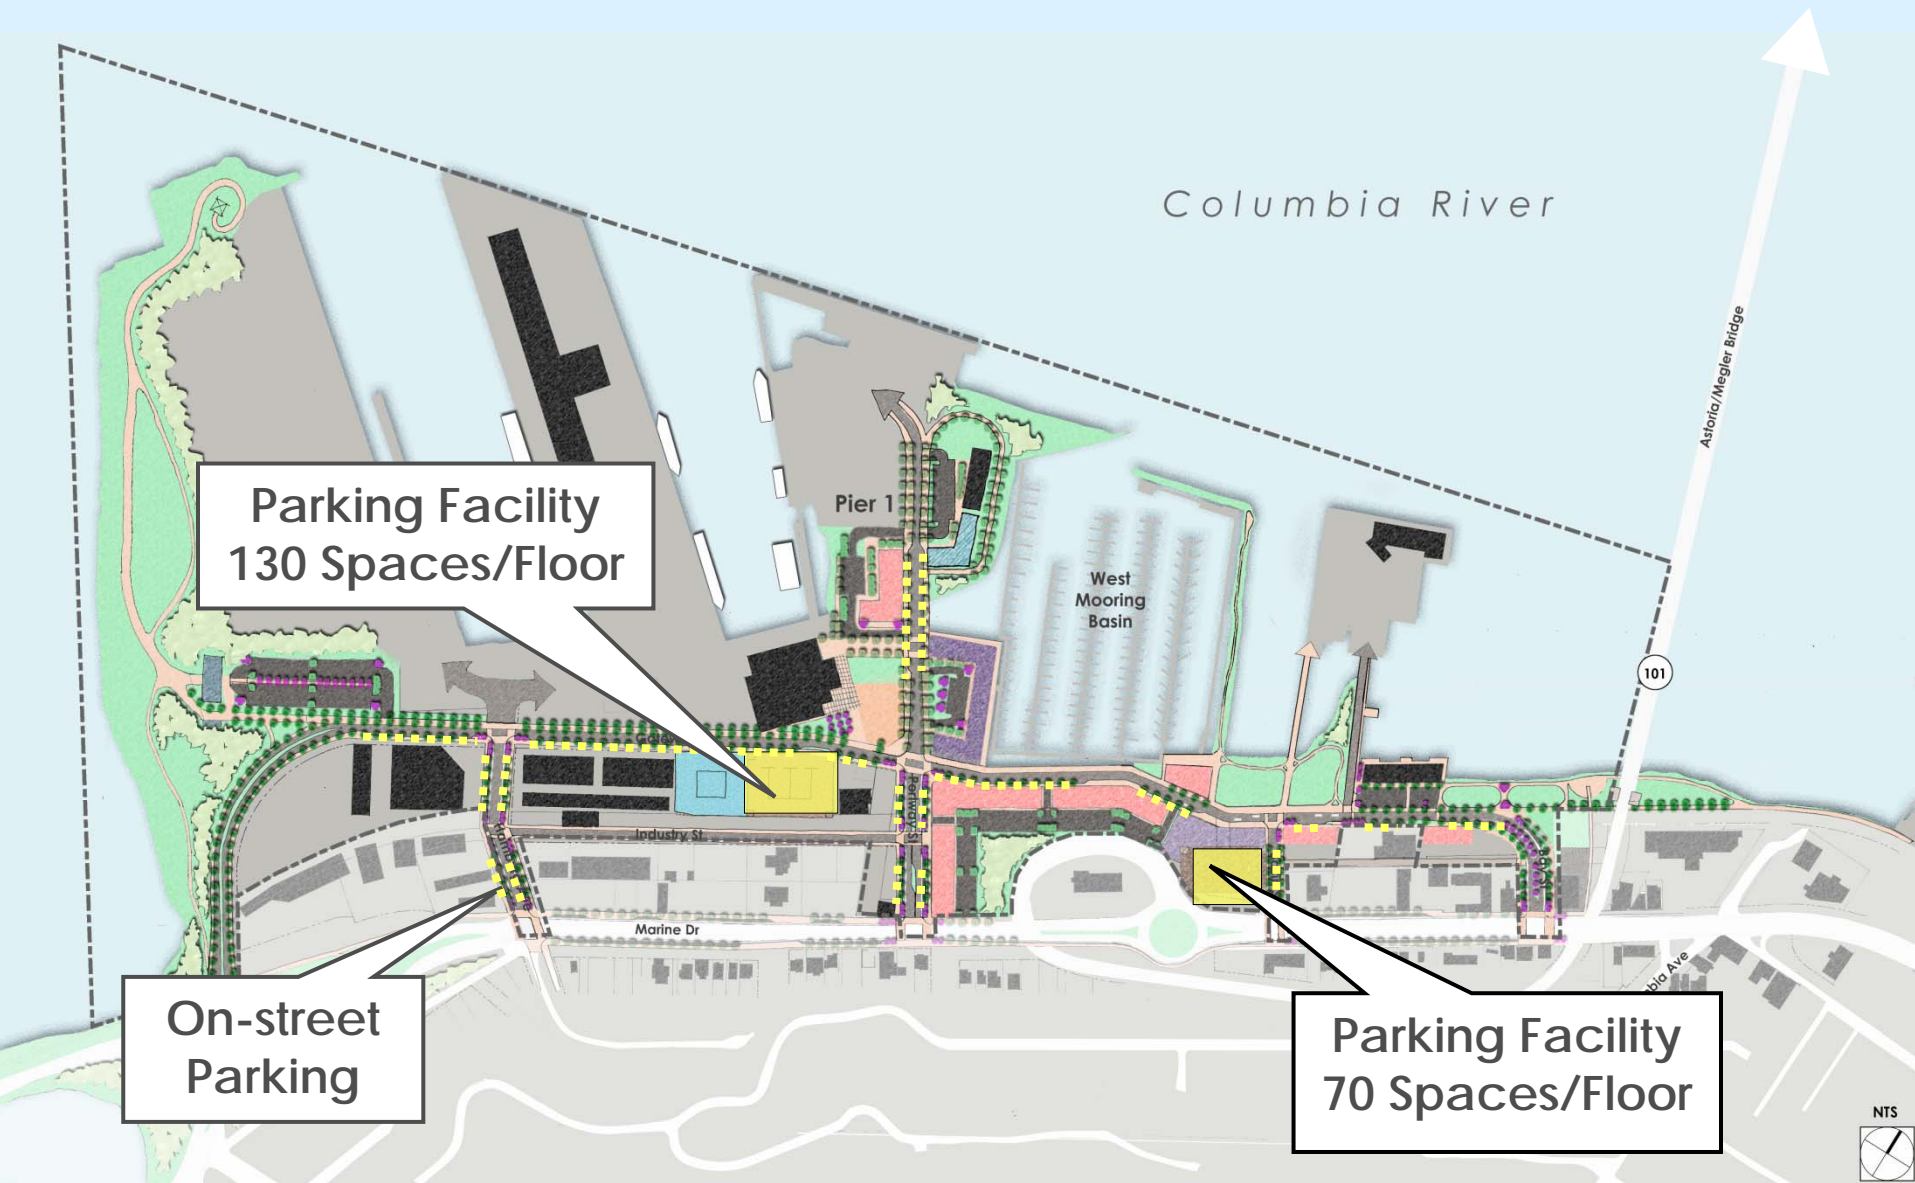 Columbia River
Astoria/Megler Bridge
Parking Facility
130 Spaces/Floor
Pier 1
West
Mooring
Basin
101
Industry St
Marine Dr
On-street
Parking
Parking Facility
70 Spaces/Floor
NTS